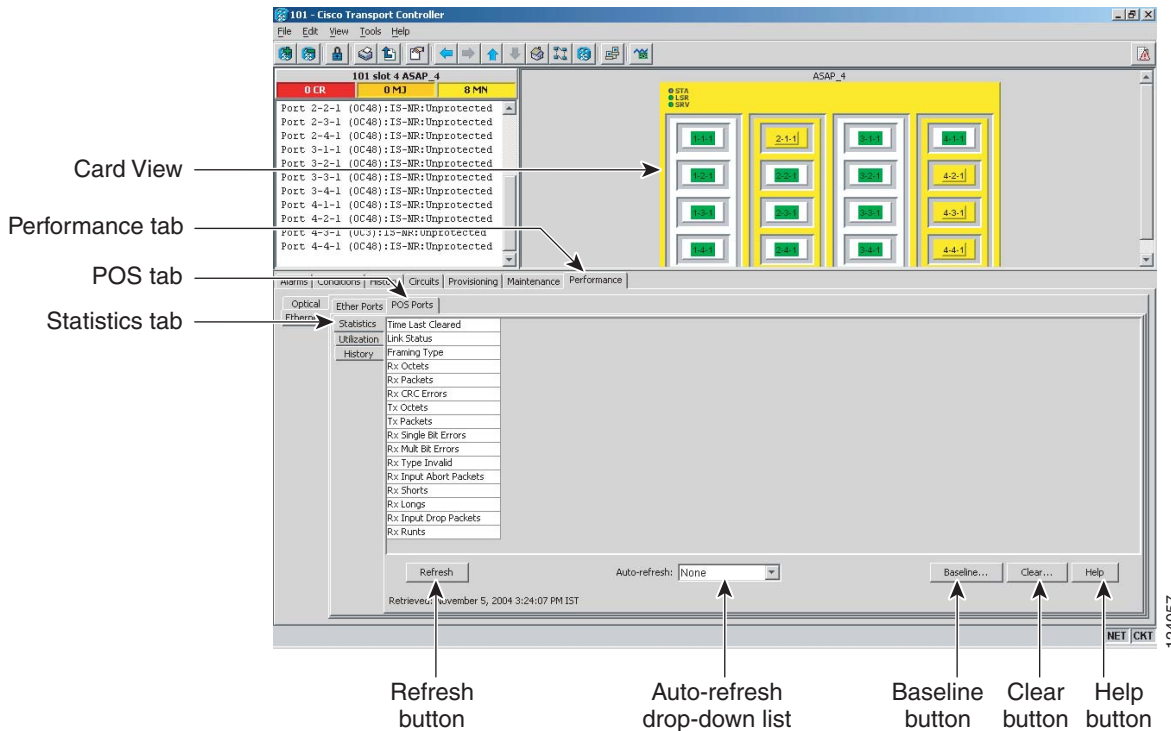 101 - Cisco Transport Controller
File Edit View Tools Help
101 slot 4 ASAP_4
0 CR 0 MJ 8 MN
Port 2-2-1 (OC48):IS-NR:Unprotected
Port 2-3-1 (OC48):IS-NR:Unprotected
Port 2-4-1 (OC48):IS-NR:Unprotected
Port 3-1-1 (OC48):IS-NR:Unprotected
Port 3-2-1 (OC48):IS-NR:Unprotected
Port 3-3-1 (OC48):IS-NR:Unprotected
Port 3-4-1 (OC48):IS-NR:Unprotected
Port 4-1-1 (OC48):IS-NR:Unprotected
Port 4-2-1 (OC48):IS-NR:Unprotected
Port 4-3-1 (OC3):IS-NR:Unprotected
Port 4-4-1 (OC48):IS-NR:Unprotected
ASAP_4
STA
LSR
SRV
1-1-1 2-1-1 3-1-1 4-1-1
1-2-1 2-2-1 3-2-1 4-2-1
1-3-1 2-3-1 3-3-1 4-3-1
1-4-1 2-4-1 3-4-1 4-4-1
Card View
Performance tab
POS tab
Statistics tab
Alarms Conditions History Circuits Provisioning Maintenance Performance
Optical
Ether Ports POS Ports
Statistics
Utilization
History
Time Last Cleared
Link Status
Framing Type
Rx Octets
Rx Packets
Rx CRC Errors
Tx Octets
Tx Packets
Rx Single Bit Errors
Rx Mult Bit Errors
Rx Type Invalid
Rx Input Abort Packets
Rx Shorts
Rx Longs
Rx Input Drop Packets
Rx Runts
Refresh Auto-refresh: None Baseline... Clear... Help
Retrieved: November 5, 2004 3:24:07 PM IST
NET CKT
Refresh button
Auto-refresh drop-down list
Baseline button
Clear button
Help button